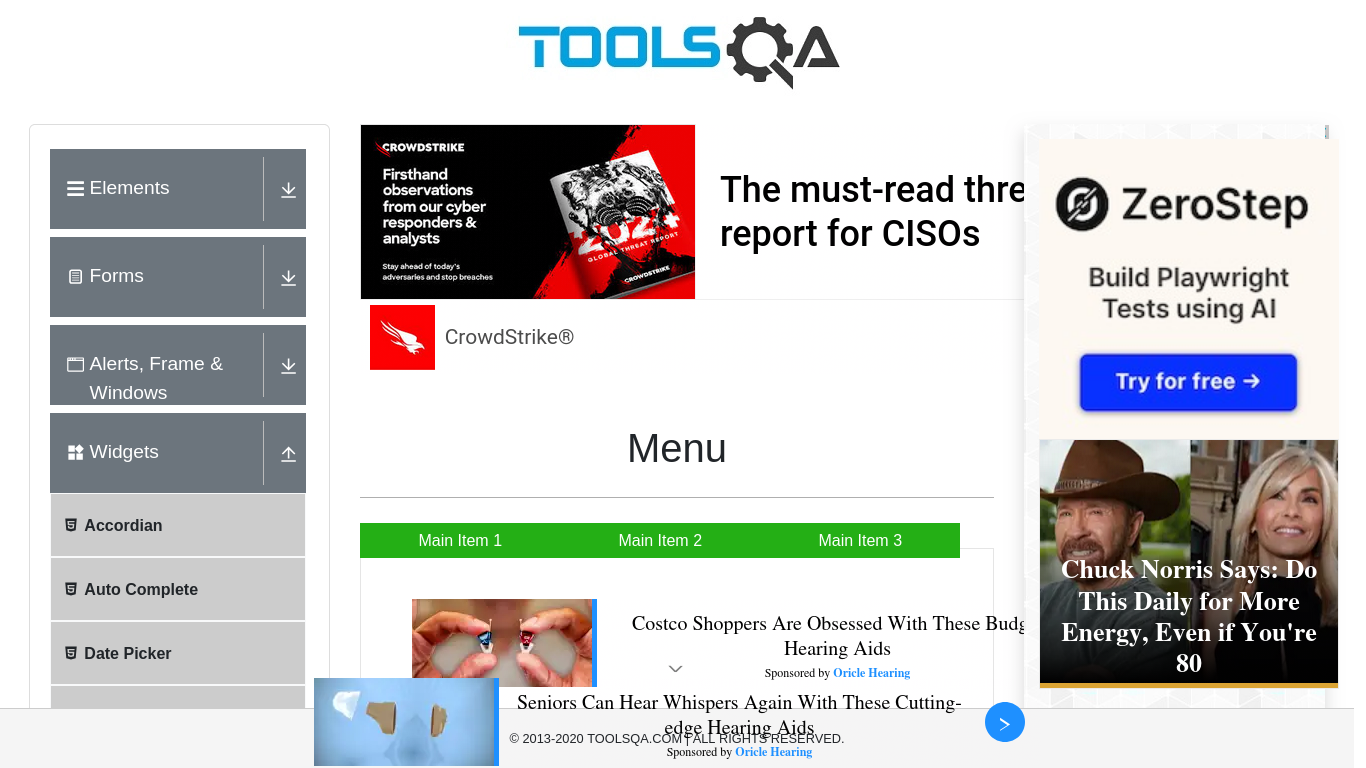 TOOLSQA
Elements
Forms
Alerts, Frame &
Windows
Widgets
Accordian
Auto Complete
Date Picker
CROWDSTRIKE
Firsthand
observations
from our cyber
responders &
analysts
Stay ahead of today's
adversaries and stop breaches
2024
GLOBAL THREAT REPORT
CROWDSTRIKE
The must-read thre
report for CISOs
CrowdStrike®
Menu
Main Item 1
Main Item 2
Main Item 3
Costco Shoppers Are Obsessed With These Budg
Hearing Aids
Sponsored by Oricle Hearing
Seniors Can Hear Whispers Again With These Cutting-
edge Hearing Aids
Sponsored by Oricle Hearing
© 2013-2020 TOOLSQA.COM | ALL RIGHTS RESERVED.
ZeroStep
Build Playwright
Tests using AI
Try for free →
Chuck Norris Says: Do
This Daily for More
Energy, Even if You're
80